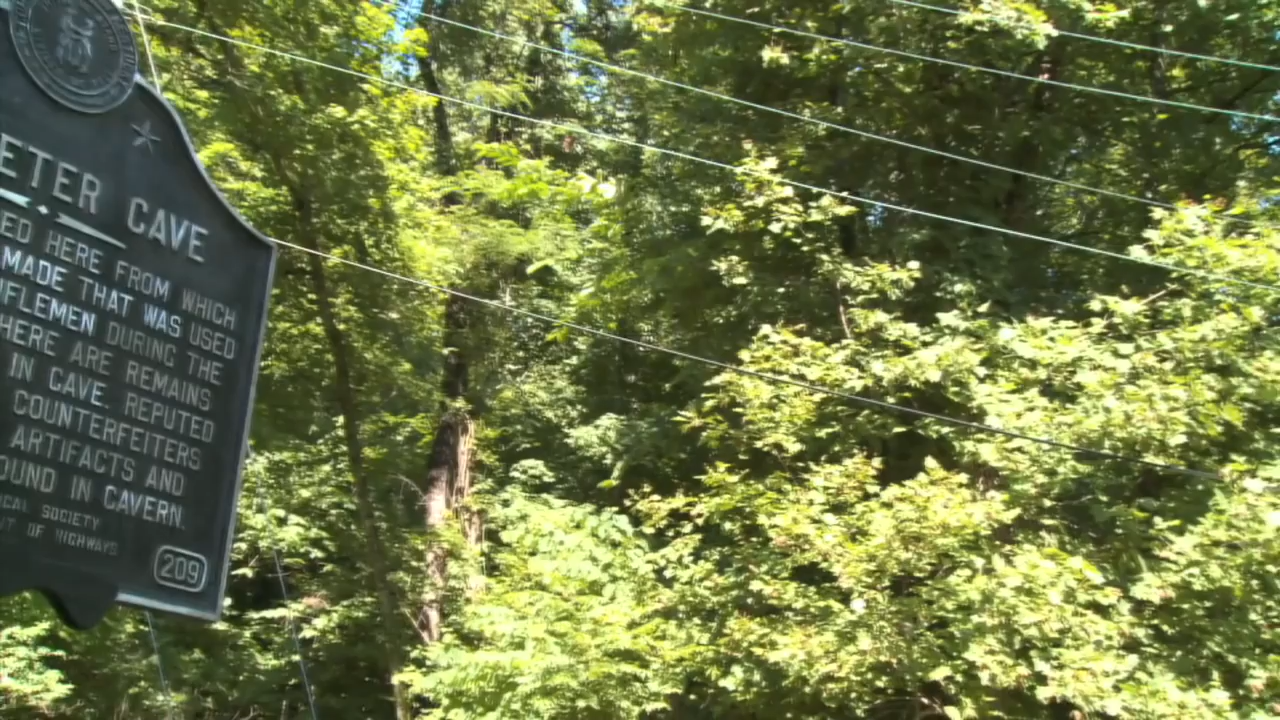 ETER CAVE
ED HERE FROM WHICH
MADE THAT WAS USED
IFLEMEN DURING THE
HERE ARE REMAINS
IN CAVE. REPUTED
COUNTERFEITERS
ARTIFACTS AND
OUND IN CAVERN.
ICAL SOCIETY
T OF HIGHWAYS
209